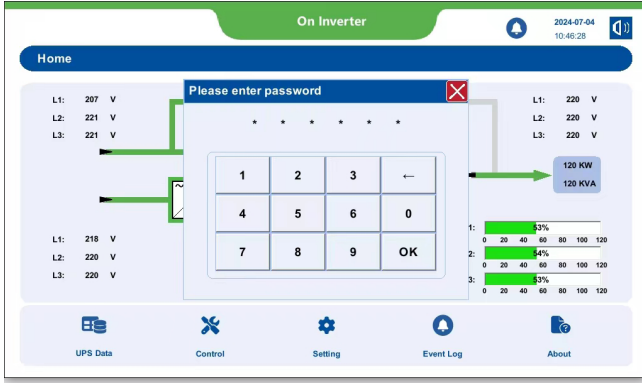 On Inverter
2024-07-04
10:46:28
Home
L1: 207 V
L2: 221 V
L3: 221 V
Please enter password
* * * * * *
1 2 3 ←
4 5 6 0
7 8 9 OK
L1: 220 V
L2: 220 V
L3: 220 V
120 KW
120 KVA
L1: 218 V
L2: 220 V
L3: 220 V
1: 53%
0 20 40 60 80 100 120
2: 54%
0 20 40 60 80 100 120
3: 53%
0 20 40 60 80 100 120
UPS Data
Control
Setting
Event Log
About